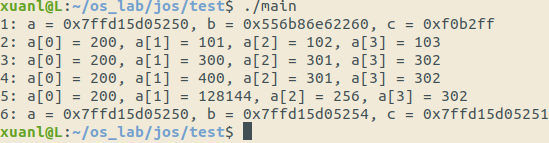 xuanl@L:~/os_lab/jos/test$ ./main
1: a = 0x7ffd15d05250, b = 0x556b86e62260, c = 0xf0b2ff
2: a[0] = 200, a[1] = 101, a[2] = 102, a[3] = 103
3: a[0] = 200, a[1] = 300, a[2] = 301, a[3] = 302
4: a[0] = 200, a[1] = 400, a[2] = 301, a[3] = 302
5: a[0] = 200, a[1] = 128144, a[2] = 256, a[3] = 302
6: a = 0x7ffd15d05250, b = 0x7ffd15d05254, c = 0x7ffd15d05251
xuanl@L:~/os_lab/jos/test$